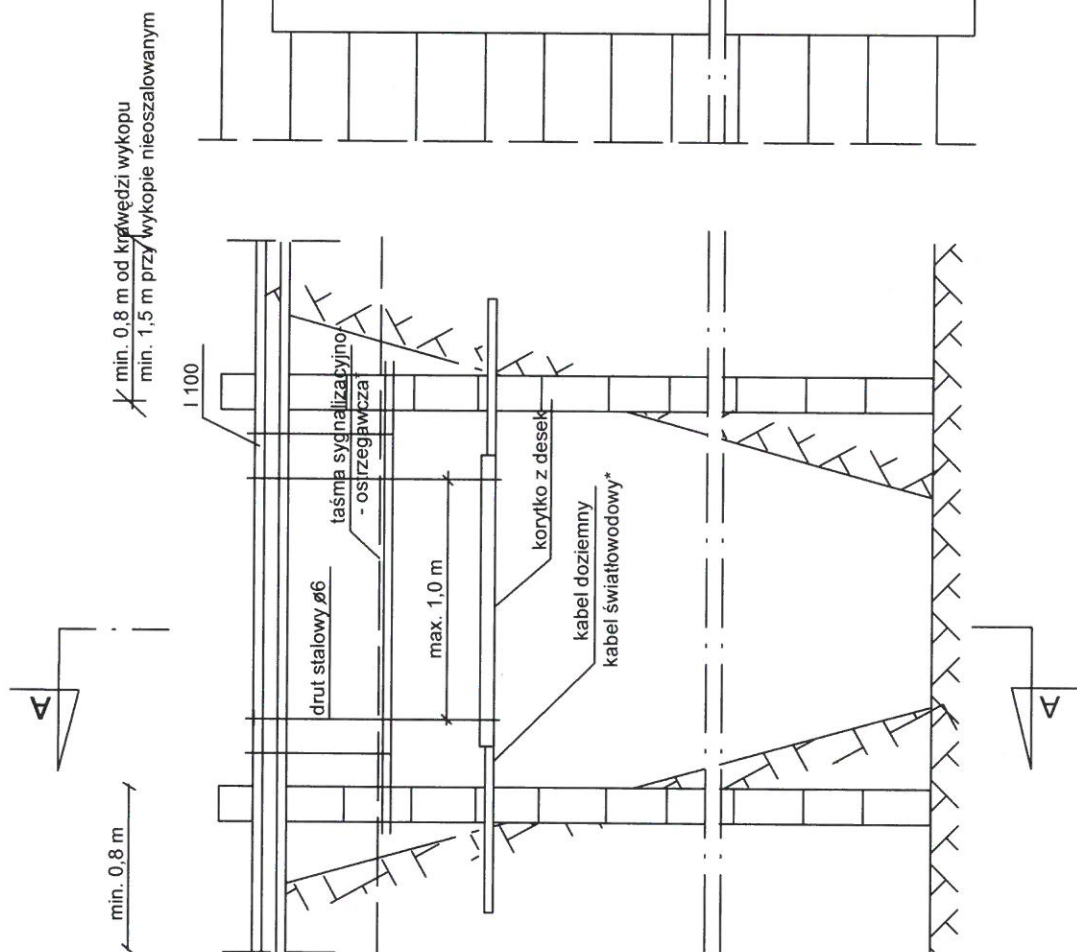 min. 0,8 m od krawędzi wykopu
min. 1,5 m przy wykopie nieoszalowanym
I 100
taśma sygnalizacyjno-
- ostrzegawcza*
drut stalowy ø6
max. 1,0 m
korytko z desek
kabel doziemny
kabel światłowodowy*
min. 0,8 m
A
A